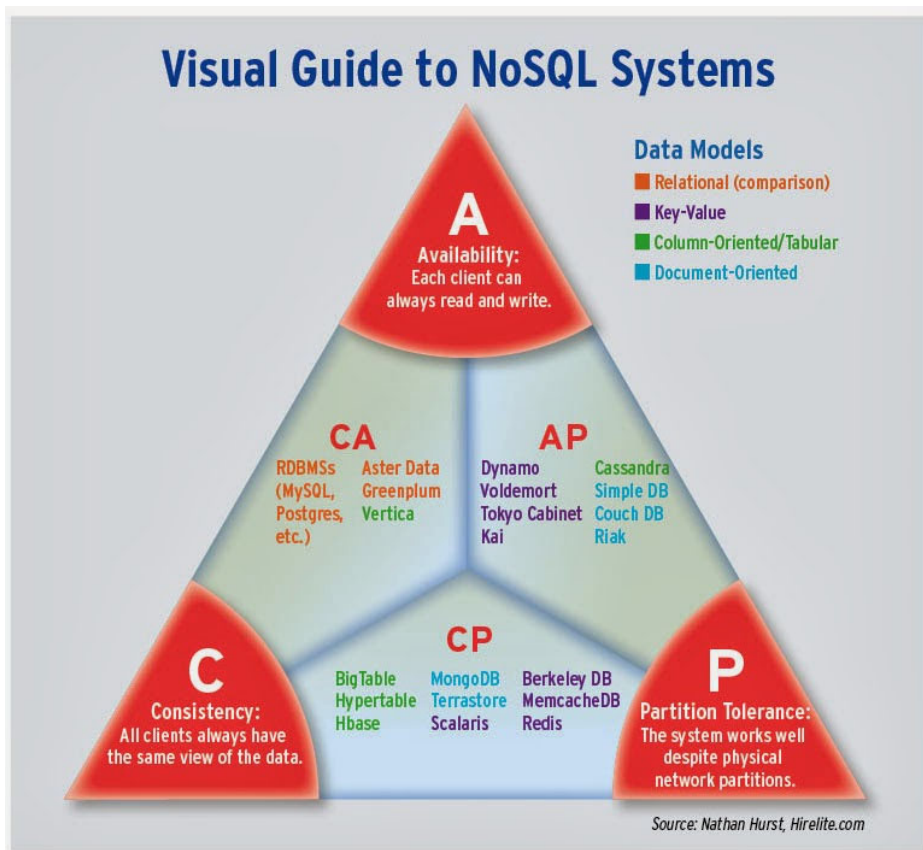 Visual Guide to NoSQL Systems
Data Models
Relational (comparison)
Key-Value
Column-Oriented/Tabular
Document-Oriented
A
Availability:
Each client can
always read and write.
CA
RDBMSs
(MySQL,
Postgres,
etc.)
Aster Data
Greenplum
Vertica
AP
Dynamo
Voldemort
Tokyo Cabinet
Kai
Cassandra
Simple DB
Couch DB
Riak
CP
BigTable
Hypertable
Hbase
MongoDB
Terrastore
Scalaris
Berkeley DB
MemcacheDB
Redis
C
Consistency:
All clients always have
the same view of the data.
P
Partition Tolerance:
The system works well
despite physical
network partitions.
Source: Nathan Hurst, Hirelite.com